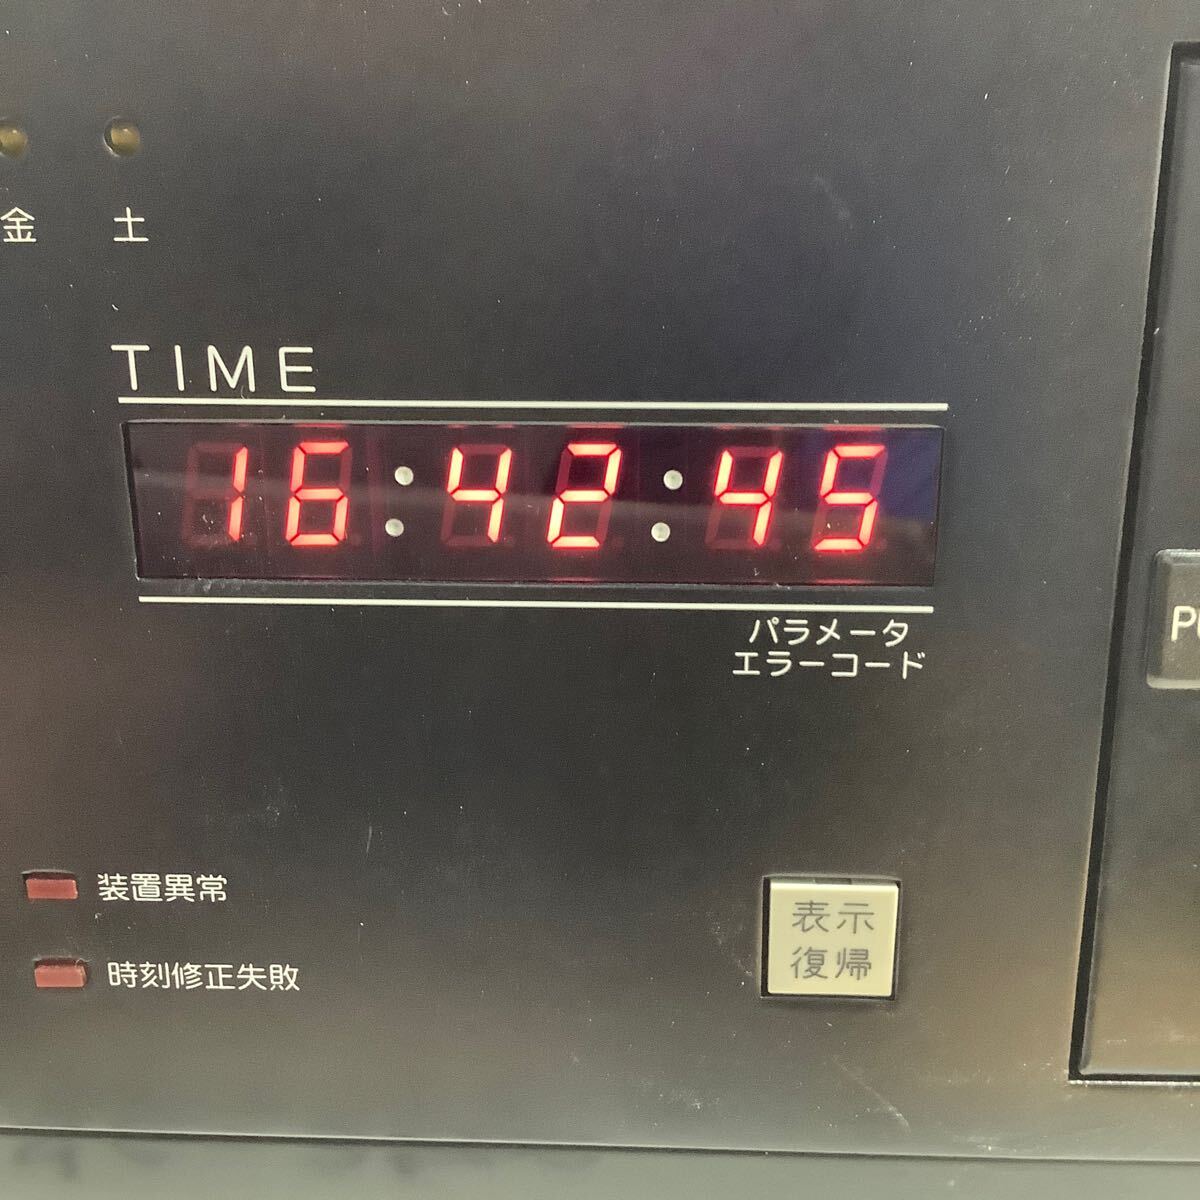 金 土
TIME
16:42:45
パラメータ
エラーコード
装置異常
時刻修正失敗
表示
復帰